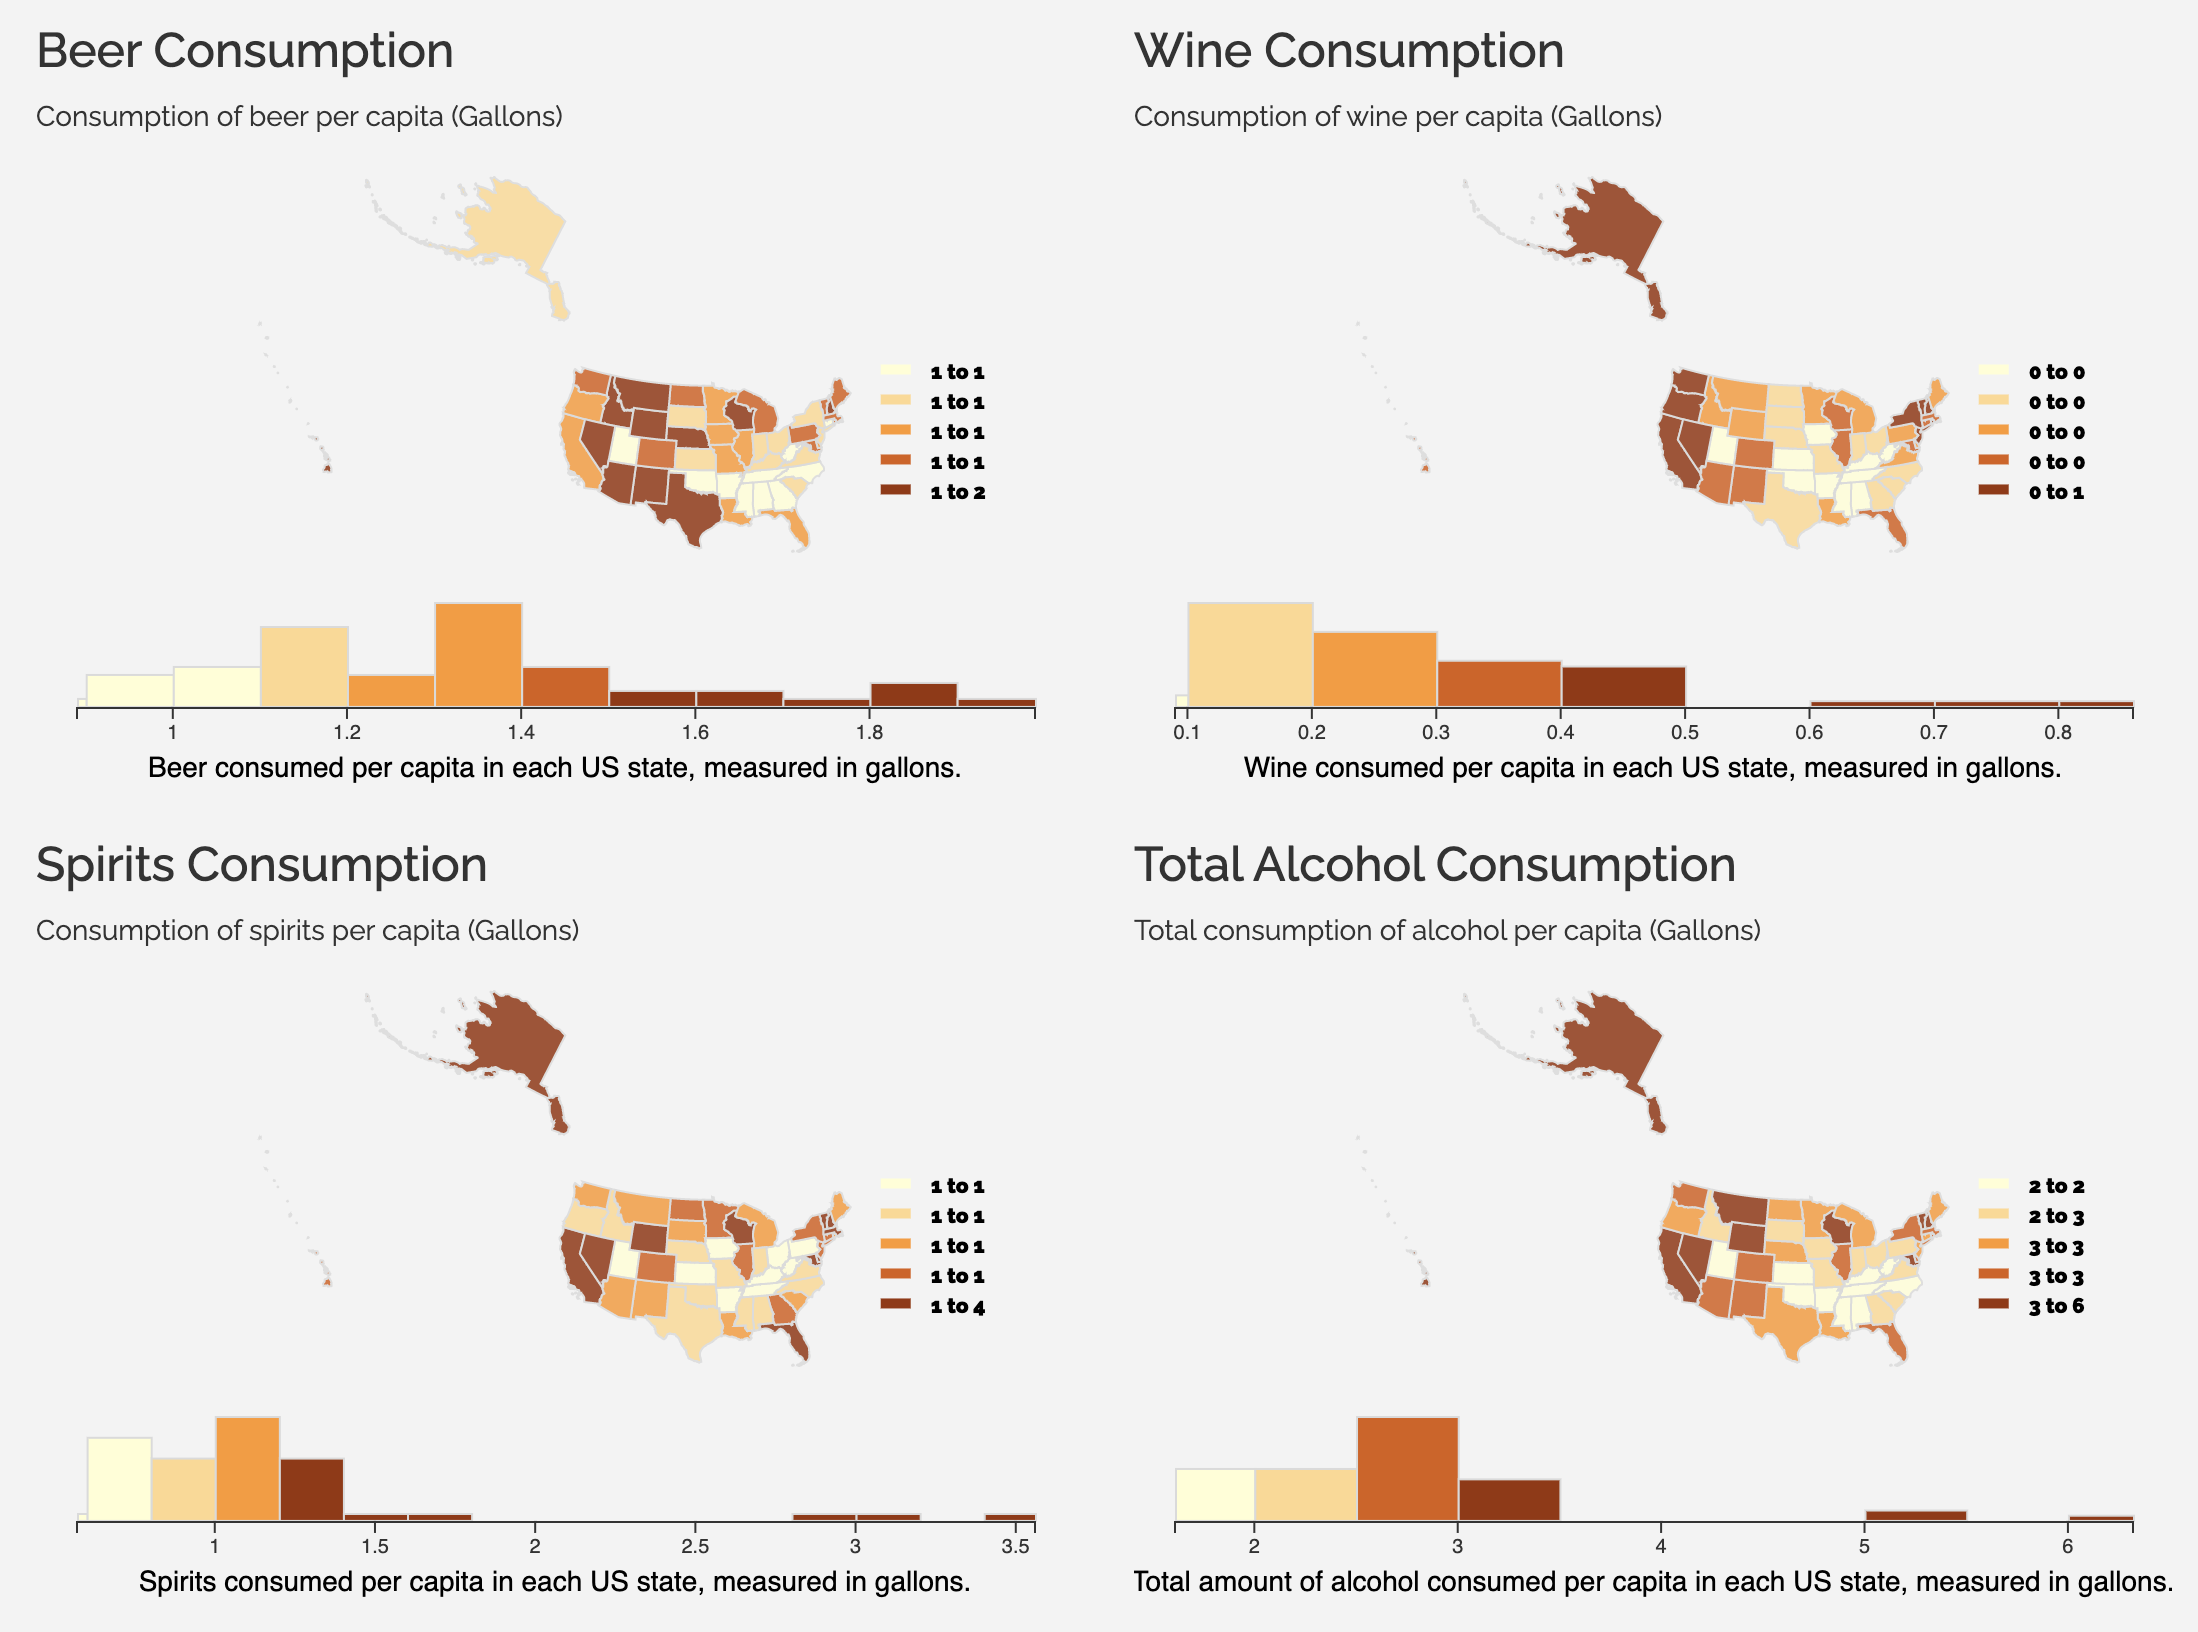 Beer Consumption
Consumption of beer per capita (Gallons)
1 to 1
1 to 1
1 to 1
1 to 1
1 to 2
1 1.2 1.4 1.6 1.8
Beer consumed per capita in each US state, measured in gallons.
Wine Consumption
Consumption of wine per capita (Gallons)
0 to 0
0 to 0
0 to 0
0 to 0
0 to 1
0.1 0.2 0.3 0.4 0.5 0.6 0.7 0.8
Wine consumed per capita in each US state, measured in gallons.
Spirits Consumption
Consumption of spirits per capita (Gallons)
1 to 1
1 to 1
1 to 1
1 to 1
1 to 4
1 1.5 2 2.5 3 3.5
Spirits consumed per capita in each US state, measured in gallons.
Total Alcohol Consumption
Total consumption of alcohol per capita (Gallons)
2 to 2
2 to 3
3 to 3
3 to 3
3 to 6
2 3 4 5 6
Total amount of alcohol consumed per capita in each US state, measured in gallons.